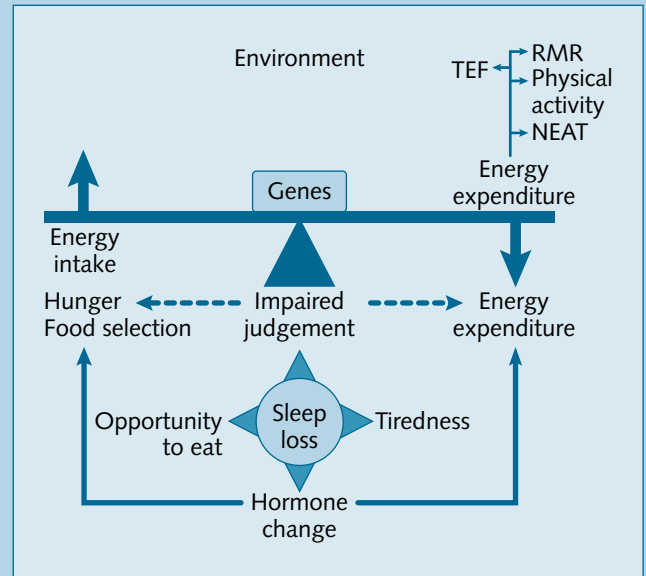 Environment
TEF
RMR
Physical
activity
NEAT
Energy
expenditure
Genes
Energy
intake
Hunger
Food selection
Impaired
judgement
Energy
expenditure
Opportunity
to eat
Sleep
loss
Tiredness
Hormone
change